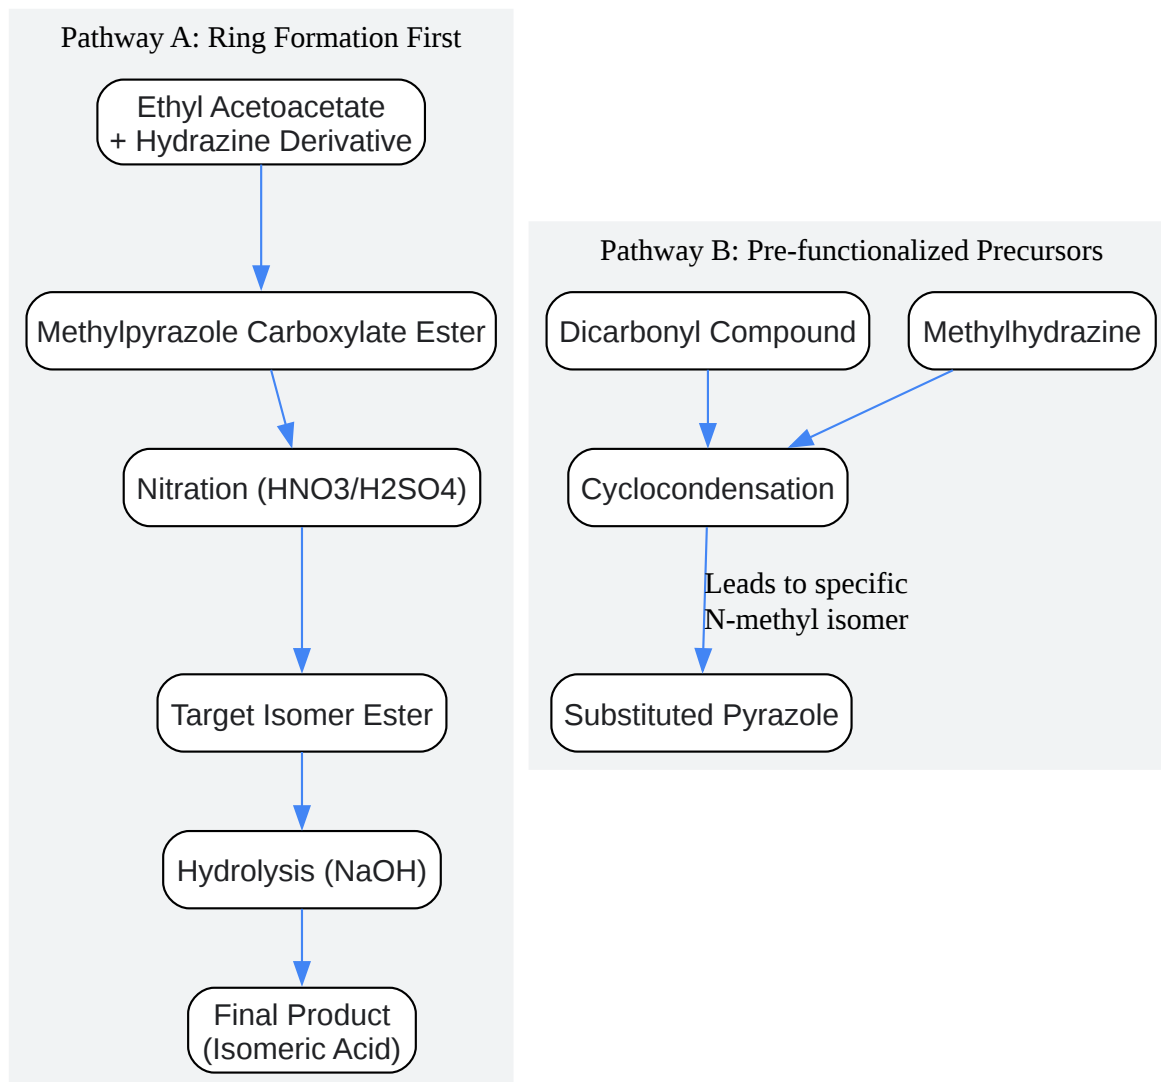 Pathway A: Ring Formation First
Ethyl Acetoacetate
+ Hydrazine Derivative
Methylpyrazole Carboxylate Ester
Nitration (HNO3/H2SO4)
Target Isomer Ester
Hydrolysis (NaOH)
Final Product
(Isomeric Acid)
Pathway B: Pre-functionalized Precursors
Dicarbonyl Compound
Methylhydrazine
Cyclocondensation
Leads to specific
N-methyl isomer
Substituted Pyrazole